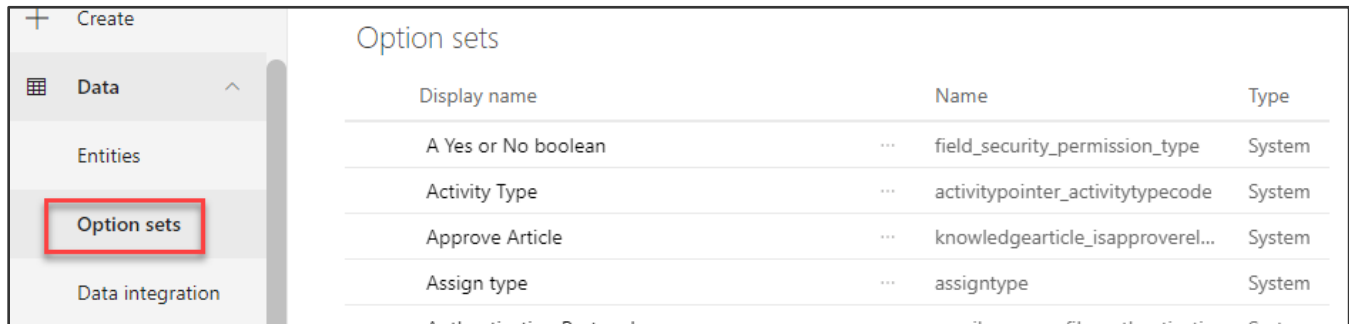 Create
Option sets
Data
Display name Name Type
A Yes or No boolean ... field_security_permission_type System
Entities
Activity Type ... activitypointer_activitytypecode System
Option sets
Approve Article ... knowledgearticle_isapproverel... System
Data integration
Assign type ... assigntype System